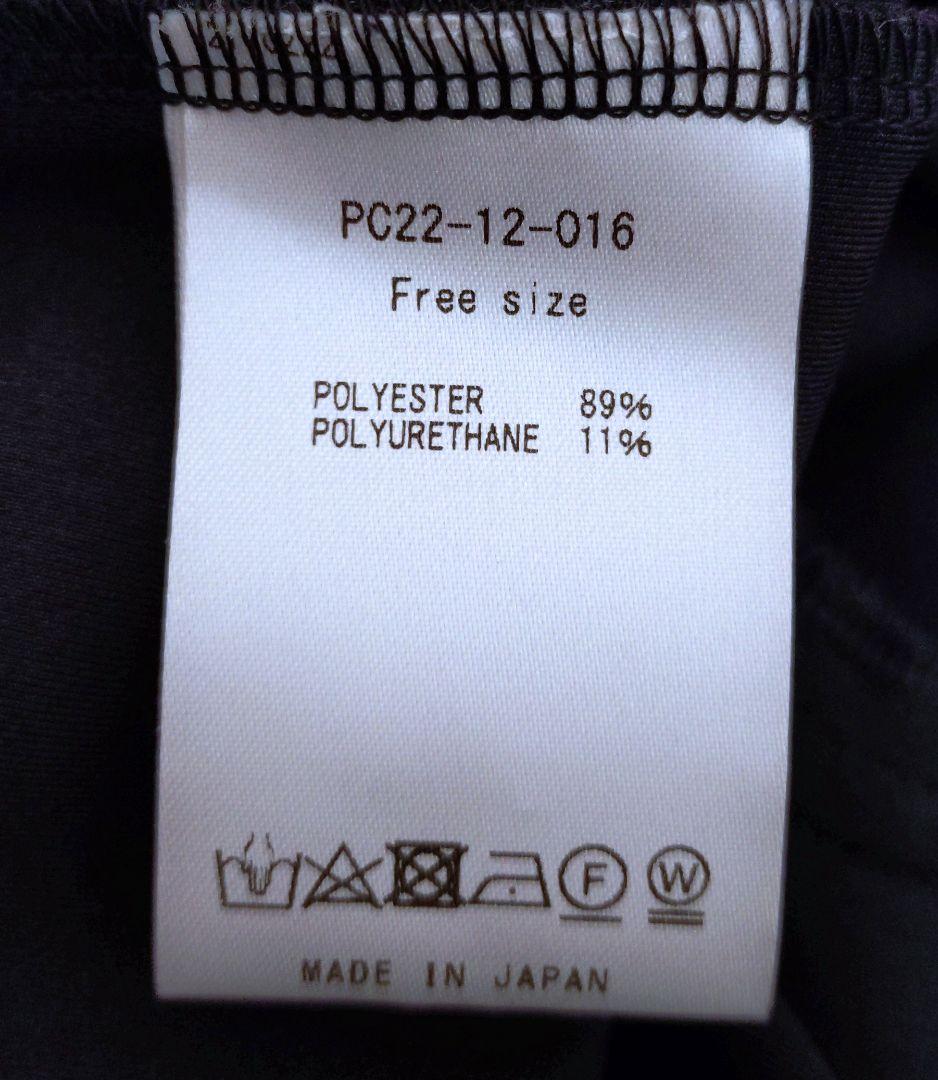 PC22-12-016
Free size
POLYESTER 89%
POLYURETHANE 11%
F W
MADE IN JAPAN